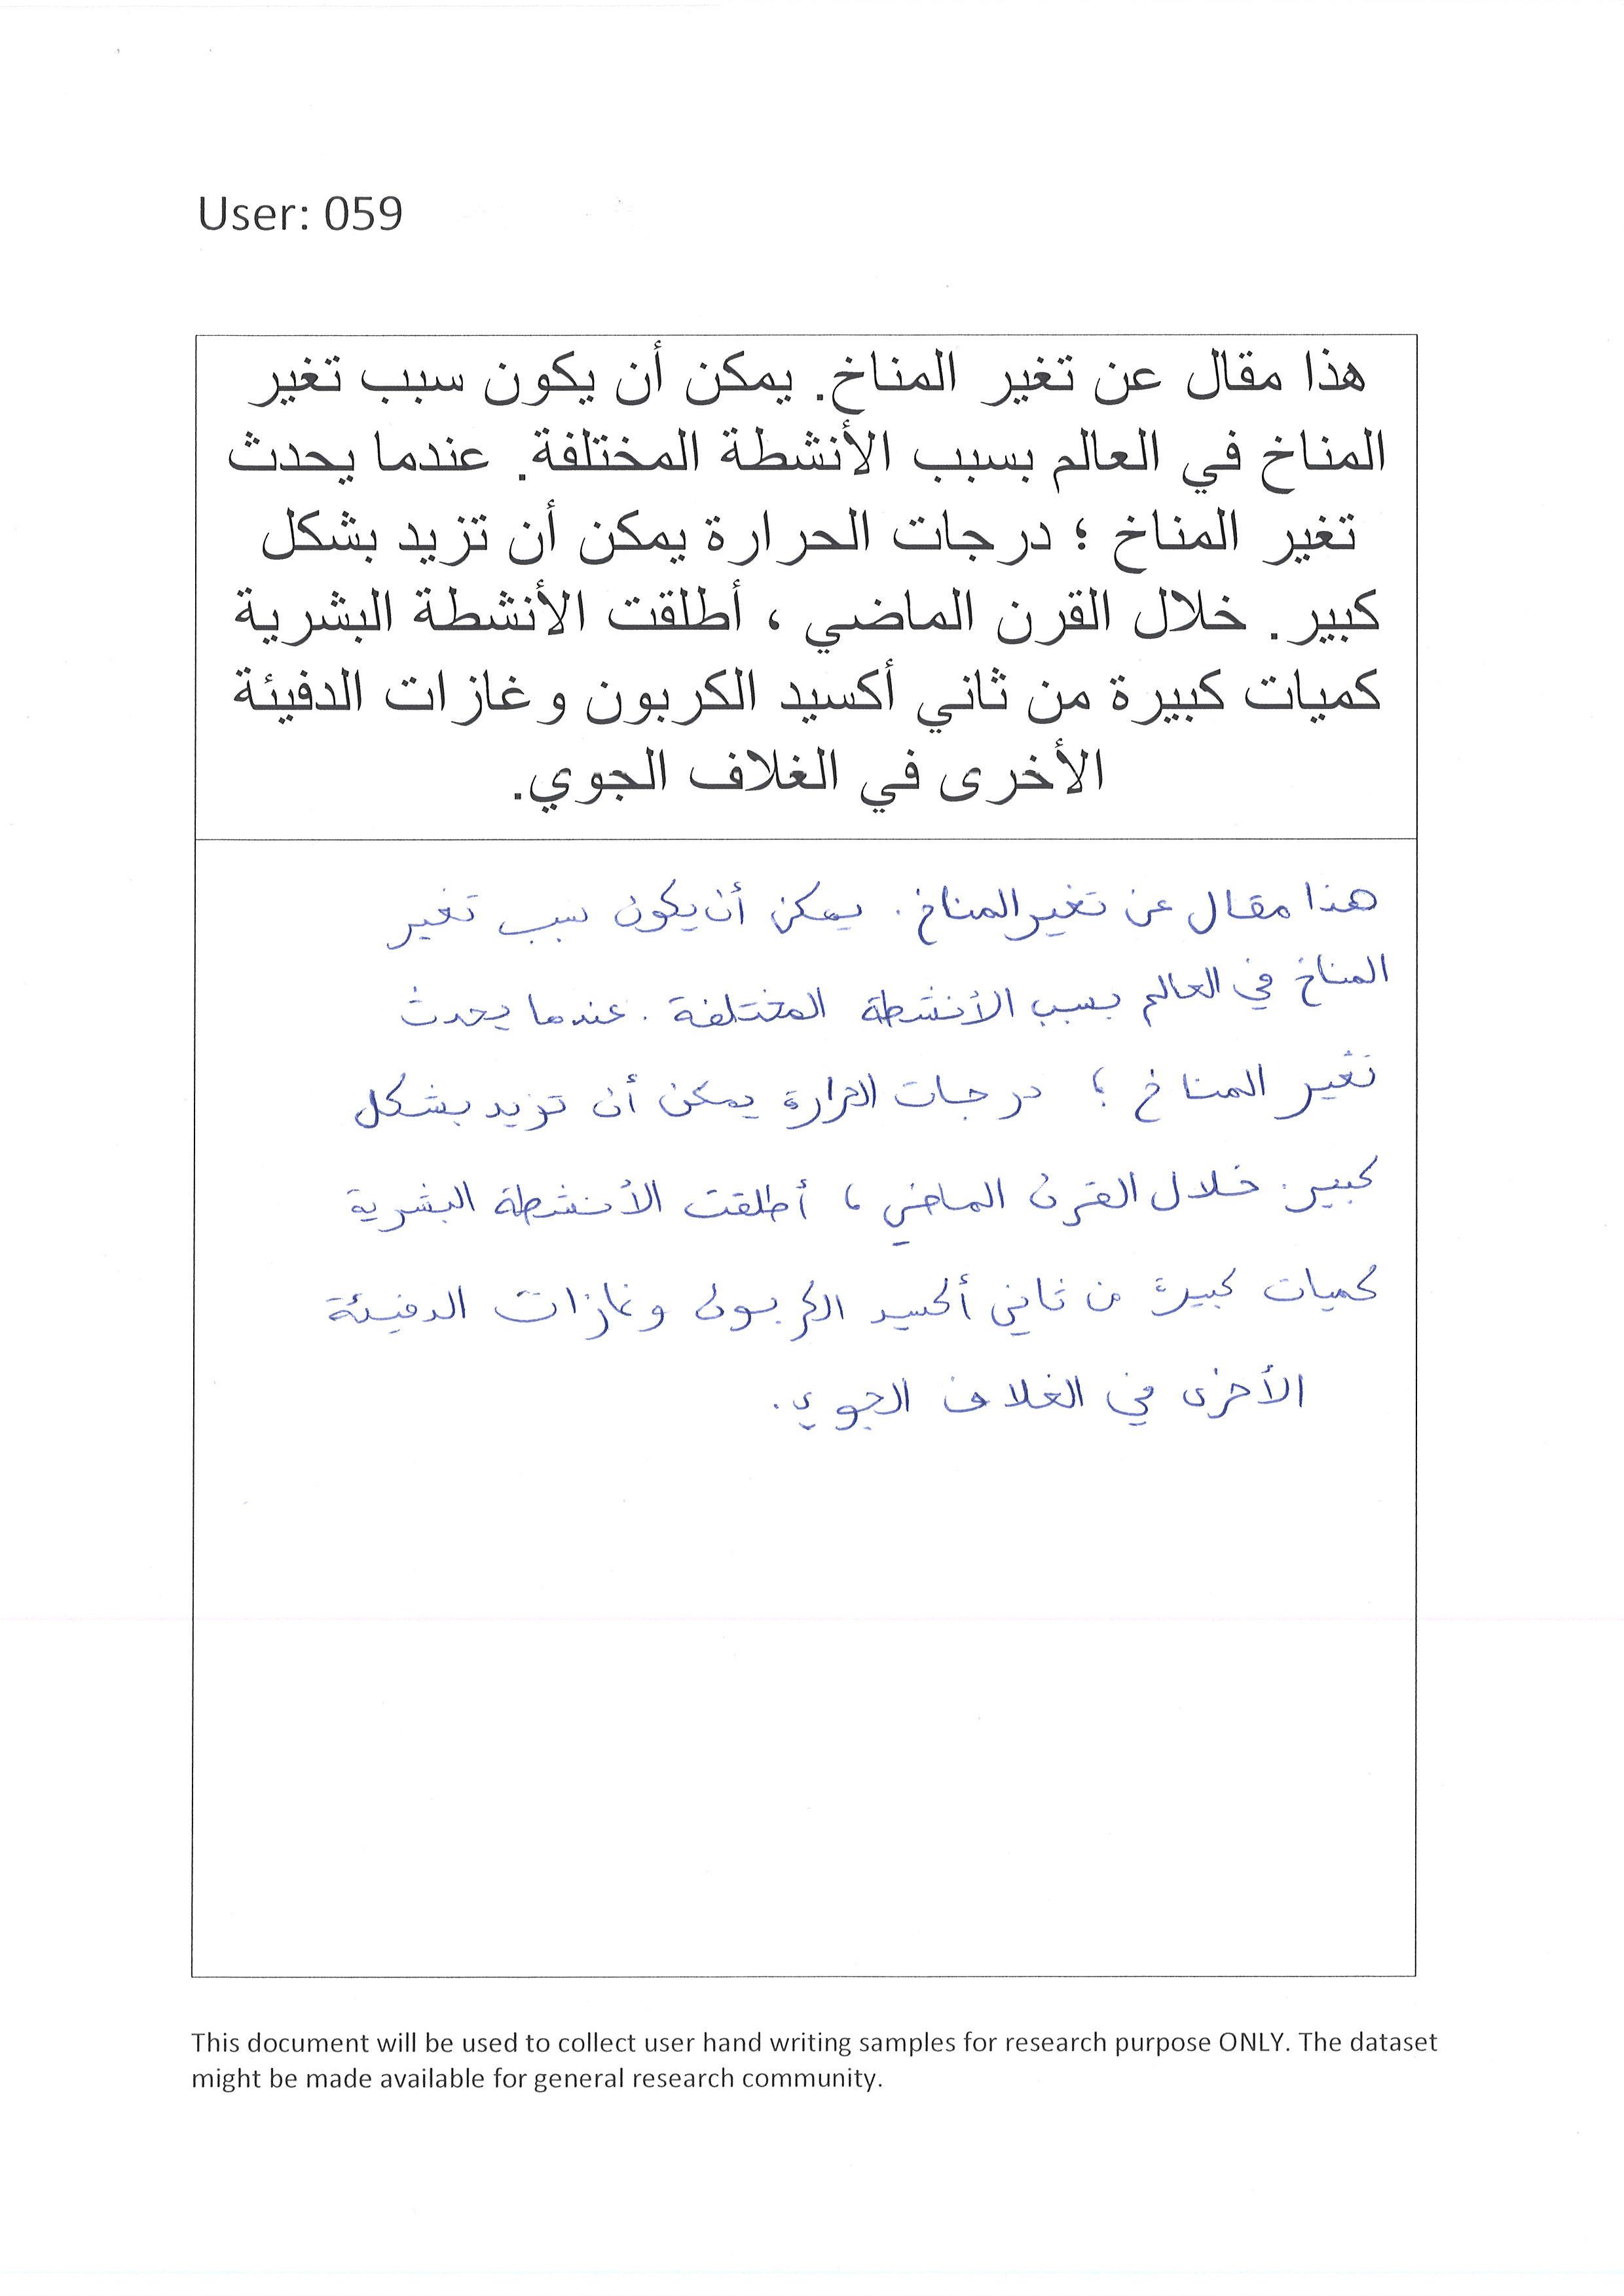 User: 059
هذا مقال عن تغير المناخ. يمكن أن يكون سبب تغير
المناخ في العالم بسبب الأنشطة المختلفة. عندما يحدث
تغير المناخ ؛ درجات الحرارة يمكن أن تزيد بشكل
كبير. خلال القرن الماضي ، أطلقت الأنشطة البشرية
كميات كبيرة من ثاني أكسيد الكربون وغازات الدفيئة
الأخرى في الغلاف الجوي.
هذا مقال عن تغير المناخ. يمكن أن يكون سبب تغير
المناخ في العالم بسبب الأنشطة المختلفة. عندما يحدث
تغير المناخ ؛ درجات الحرارة يمكن أن تزيد بشكل
كبير. خلال القرن الماضي ، أطلقت الأنشطة البشرية
كميات كبيرة من ثاني أكسيد الكربون وغازات الدفيئة
الأخرى في الغلاف الجوي.
This document will be used to collect user hand writing samples for research purpose ONLY. The dataset
might be made available for general research community.